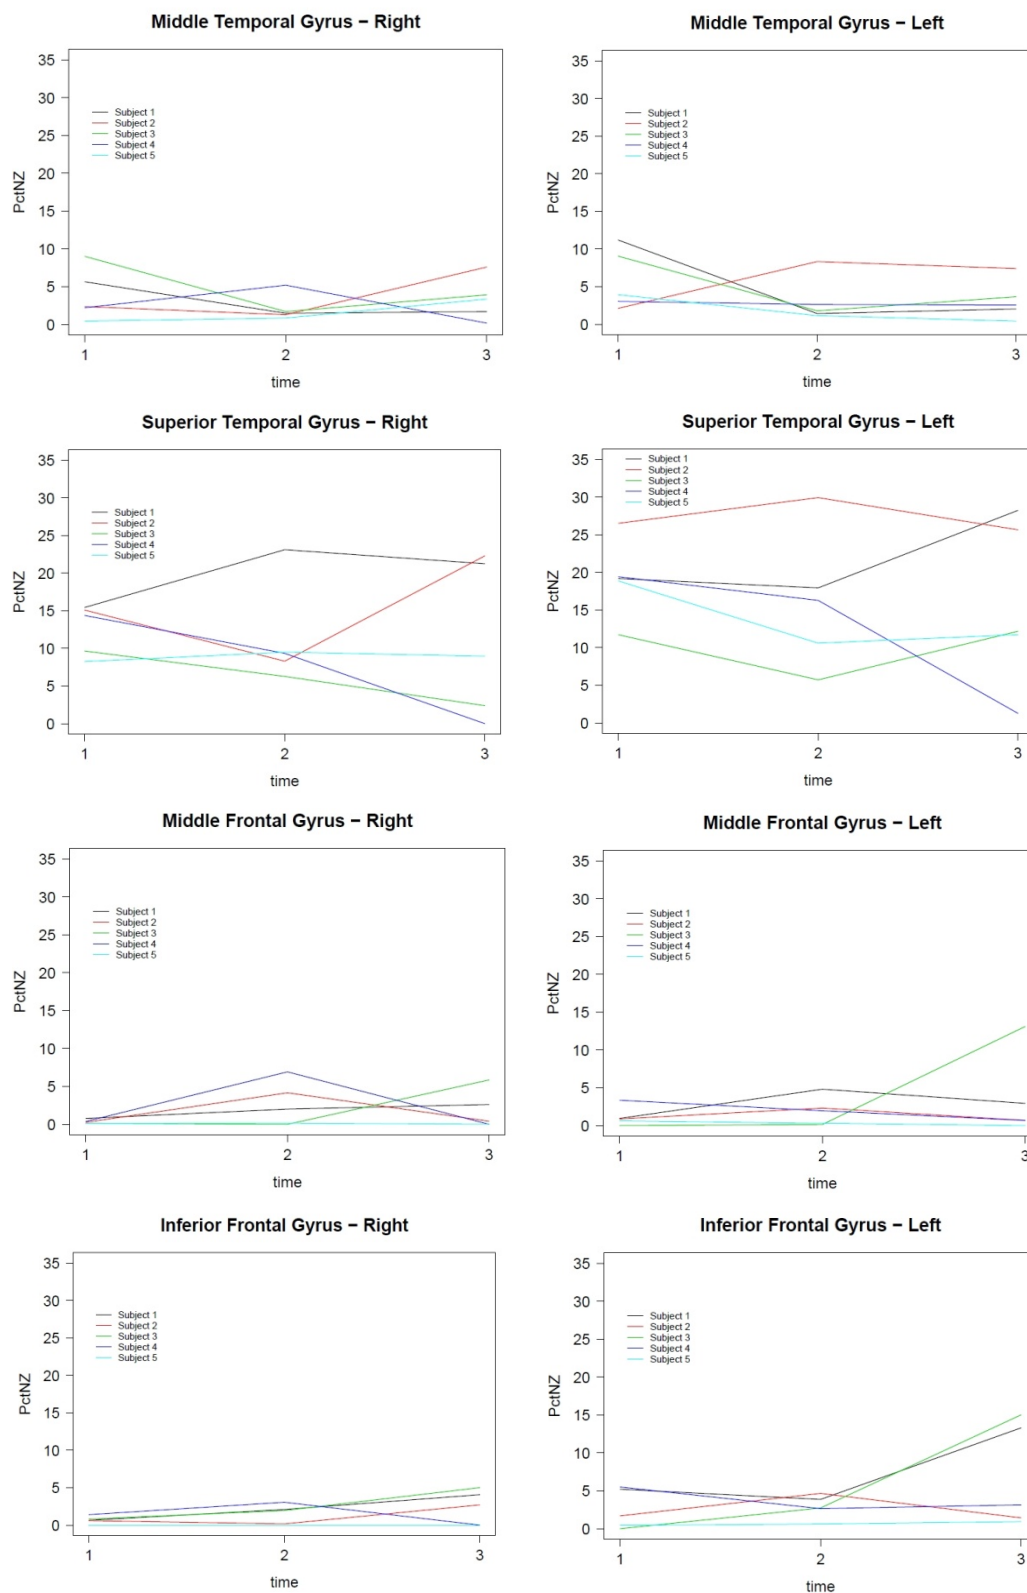 Middle Temporal Gyrus − Right
35
30
25
20
15
10
5
0
PctNZ
Subject 1
Subject 2
Subject 3
Subject 4
Subject 5
1
2
3
time
Middle Temporal Gyrus − Left
35
30
25
20
15
10
5
0
PctNZ
Subject 1
Subject 2
Subject 3
Subject 4
Subject 5
1
2
3
time
Superior Temporal Gyrus − Right
35
30
25
20
15
10
5
0
PctNZ
Subject 1
Subject 2
Subject 3
Subject 4
Subject 5
1
2
3
time
Superior Temporal Gyrus − Left
35
30
25
20
15
10
5
0
PctNZ
Subject 1
Subject 2
Subject 3
Subject 4
Subject 5
1
2
3
time
Middle Frontal Gyrus − Right
35
30
25
20
15
10
5
0
PctNZ
Subject 1
Subject 2
Subject 3
Subject 4
Subject 5
1
2
3
time
Middle Frontal Gyrus − Left
35
30
25
20
15
10
5
0
PctNZ
Subject 1
Subject 2
Subject 3
Subject 4
Subject 5
1
2
3
time
Inferior Frontal Gyrus − Right
35
30
25
20
15
10
5
0
PctNZ
Subject 1
Subject 2
Subject 3
Subject 4
Subject 5
1
2
3
time
Inferior Frontal Gyrus − Left
35
30
25
20
15
10
5
0
PctNZ
Subject 1
Subject 2
Subject 3
Subject 4
Subject 5
1
2
3
time